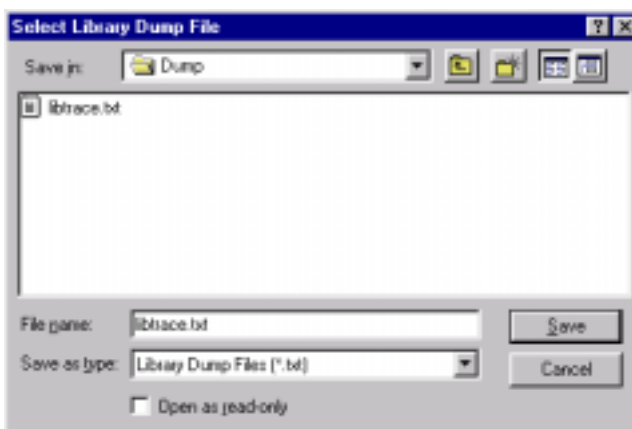 Select Library Dump File
Save in: Dump
libtrace.txt
File name: libtrace.txt
Save
Save as type: Library Dump Files (*.txt)
Cancel
Open as read-only